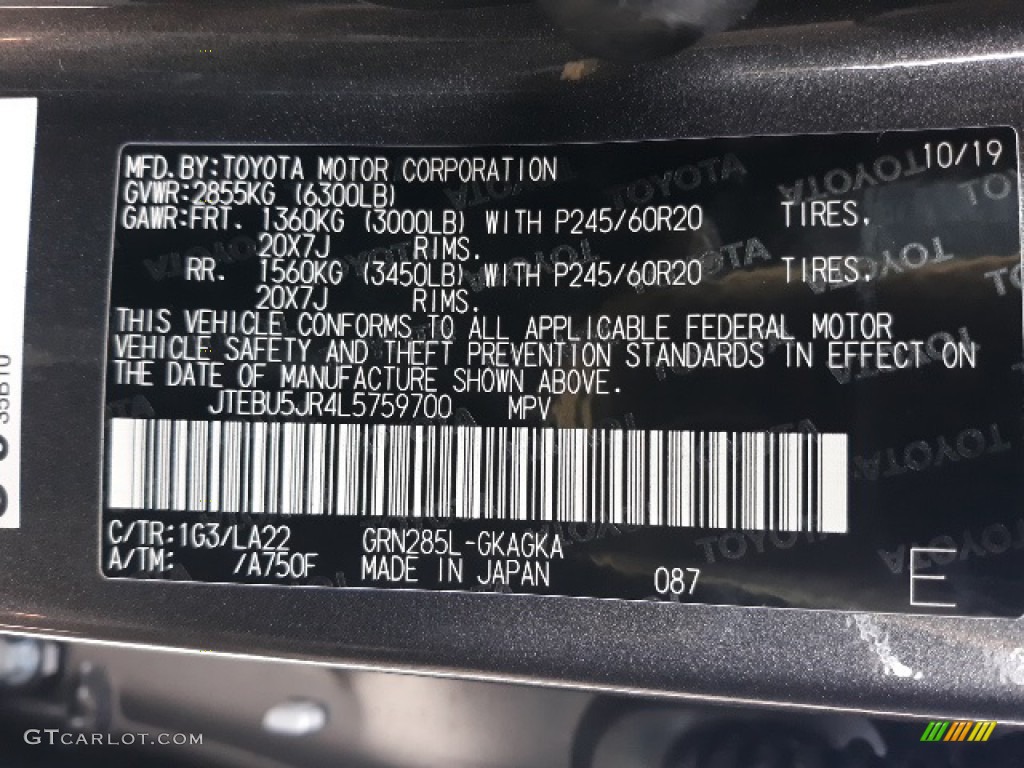 MFD.BY:TOYOTA MOTOR CORPORATION 10/19
GVWR:2855KG (6300LB)
GAWR:FRT. 1360KG (3000LB) WITH P245/60R20 TIRES.
20X7J RIMS.
RR. 1560KG (3450LB) WITH P245/60R20 TIRES.
20X7J RIMS.
THIS VEHICLE CONFORMS TO ALL APPLICABLE FEDERAL MOTOR
VEHICLE SAFETY AND THEFT PREVENTION STANDARDS IN EFFECT ON
THE DATE OF MANUFACTURE SHOWN ABOVE.
JTEBU5JR4L5759700 MPV
C/TR:1G3/LA22 GRN285L-GKAGKA
A/TM: /A750F MADE IN JAPAN 087 E
35B10
TOYOTA
GTCARLOT.COM